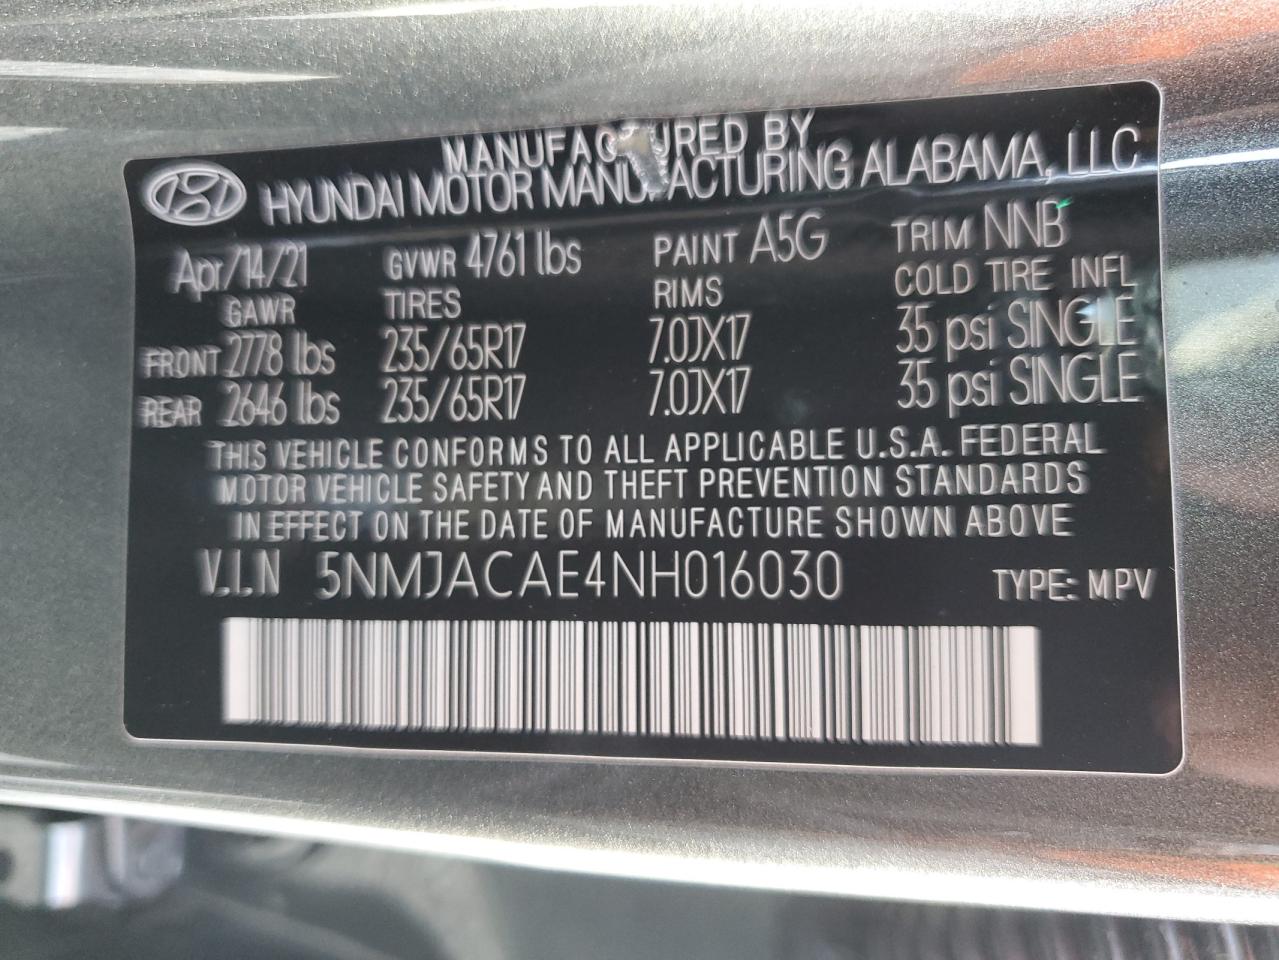 MANUFACTURED BY
HYUNDAI MOTOR MANUFACTURING ALABAMA, LLC
Apr/14/21 GVWR 4761 lbs PAINT A5G TRIM NNB
GAWR TIRES RIMS COLD TIRE INFL
FRONT 2778 lbs 235/65R17 7.0JX17 35 psi SINGLE
REAR 2646 lbs 235/65R17 7.0JX17 35 psi SINGLE
THIS VEHICLE CONFORMS TO ALL APPLICABLE U.S.A. FEDERAL
MOTOR VEHICLE SAFETY AND THEFT PREVENTION STANDARDS
IN EFFECT ON THE DATE OF MANUFACTURE SHOWN ABOVE
V.I.N 5NMJACAE4NH016030 TYPE: MPV